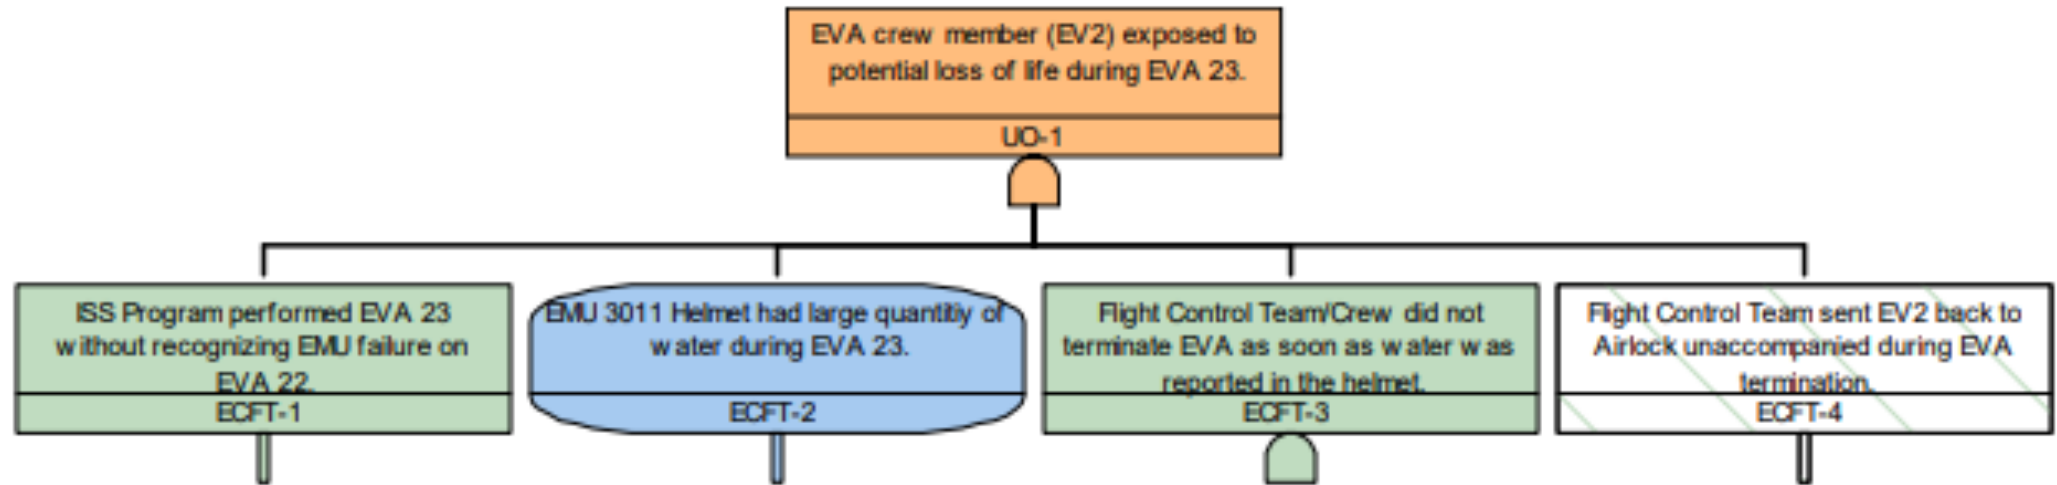 EVA crew member (EV2) exposed to
potential loss of life during EVA 23.
UO-1
ISS Program performed EVA 23
without recognizing EMU failure on
EVA 22.
ECFT-1
EMU 3011 Helmet had large quantitiy of
water during EVA 23.
ECFT-2
Flight Control Team/Crew did not
terminate EVA as soon as water was
reported in the helmet.
ECFT-3
Flight Control Team sent EV2 back to
Airlock unaccompanied during EVA
termination.
ECFT-4